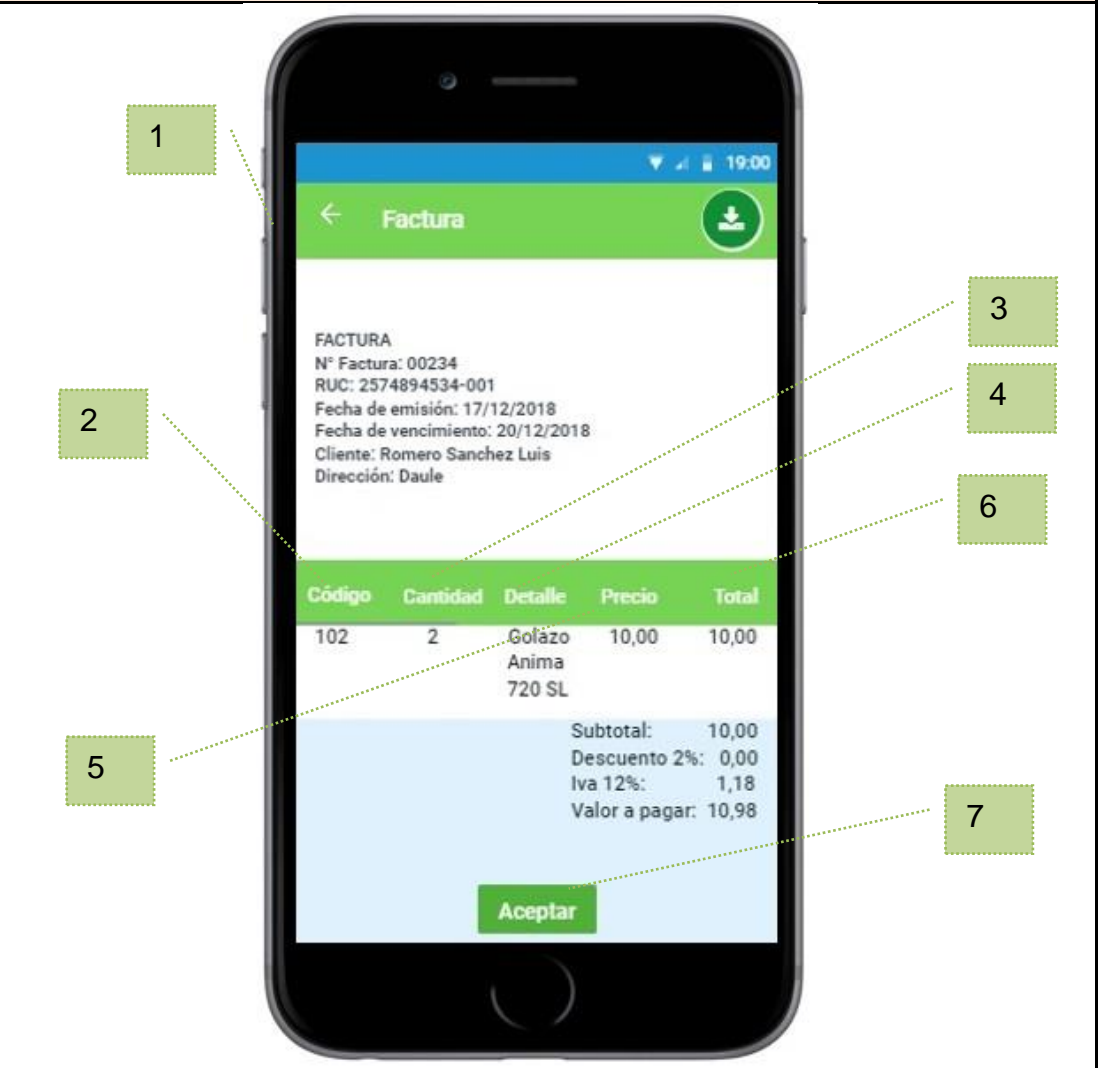 1
19:00
Factura
3
FACTURA
N° Factura: 00234
RUC: 2574894534-001
Fecha de emisión: 17/12/2018
Fecha de vencimiento: 20/12/2018
Cliente: Romero Sanchez Luis
Dirección: Daule
2
4
6
Código Cantidad Detalle Precio Total
102 2 Golazo 10,00 10,00
Anima
720 SL
Subtotal: 10,00
Descuento 2%: 0,00
Iva 12%: 1,18
Valor a pagar: 10,98
5
7
Aceptar